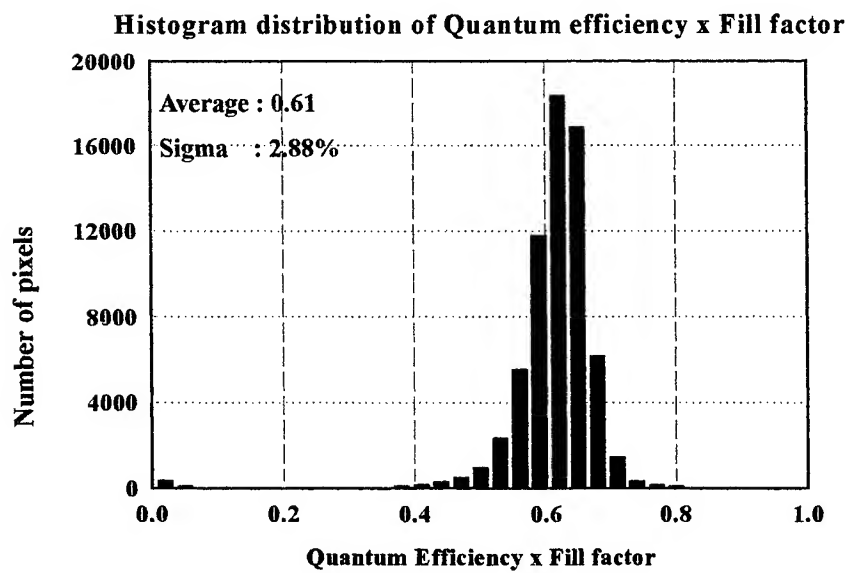 Histogram distribution of Quantum efficiency x Fill factor
20000
Average : 0.61
16000
Sigma : 2.88%
12000
Number of pixels
8000
4000
0
0.0 0.2 0.4 0.6 0.8 1.0
Quantum Efficiency x Fill factor